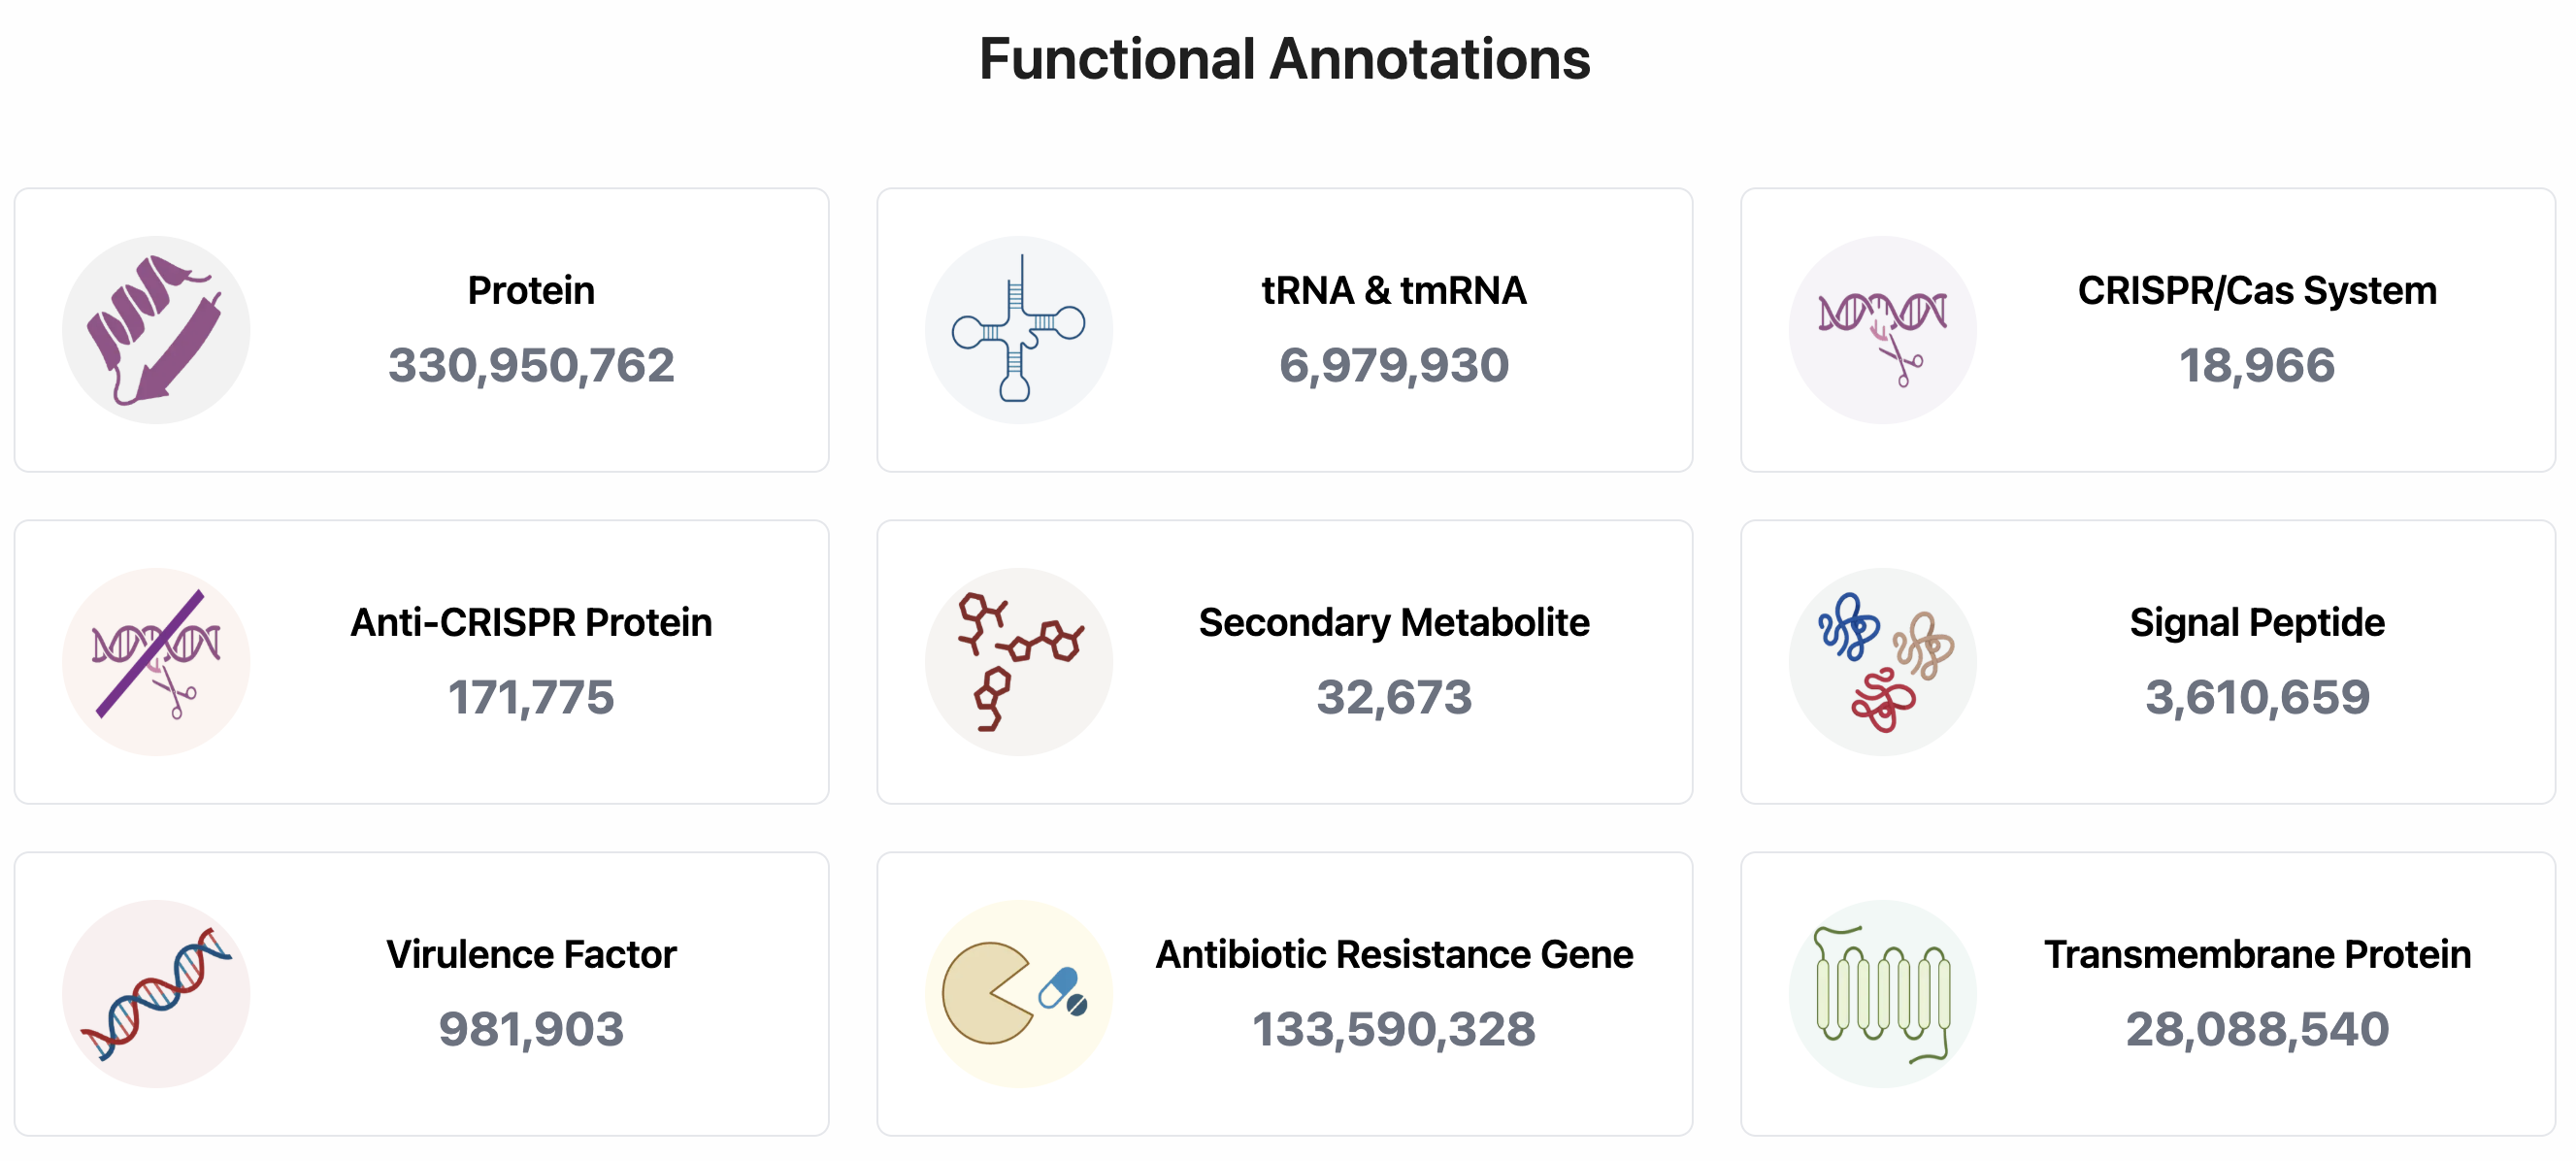 Functional Annotations
Protein
330,950,762
tRNA & tmRNA
6,979,930
CRISPR/Cas System
18,966
Anti-CRISPR Protein
171,775
Secondary Metabolite
32,673
Signal Peptide
3,610,659
Virulence Factor
981,903
Antibiotic Resistance Gene
133,590,328
Transmembrane Protein
28,088,540